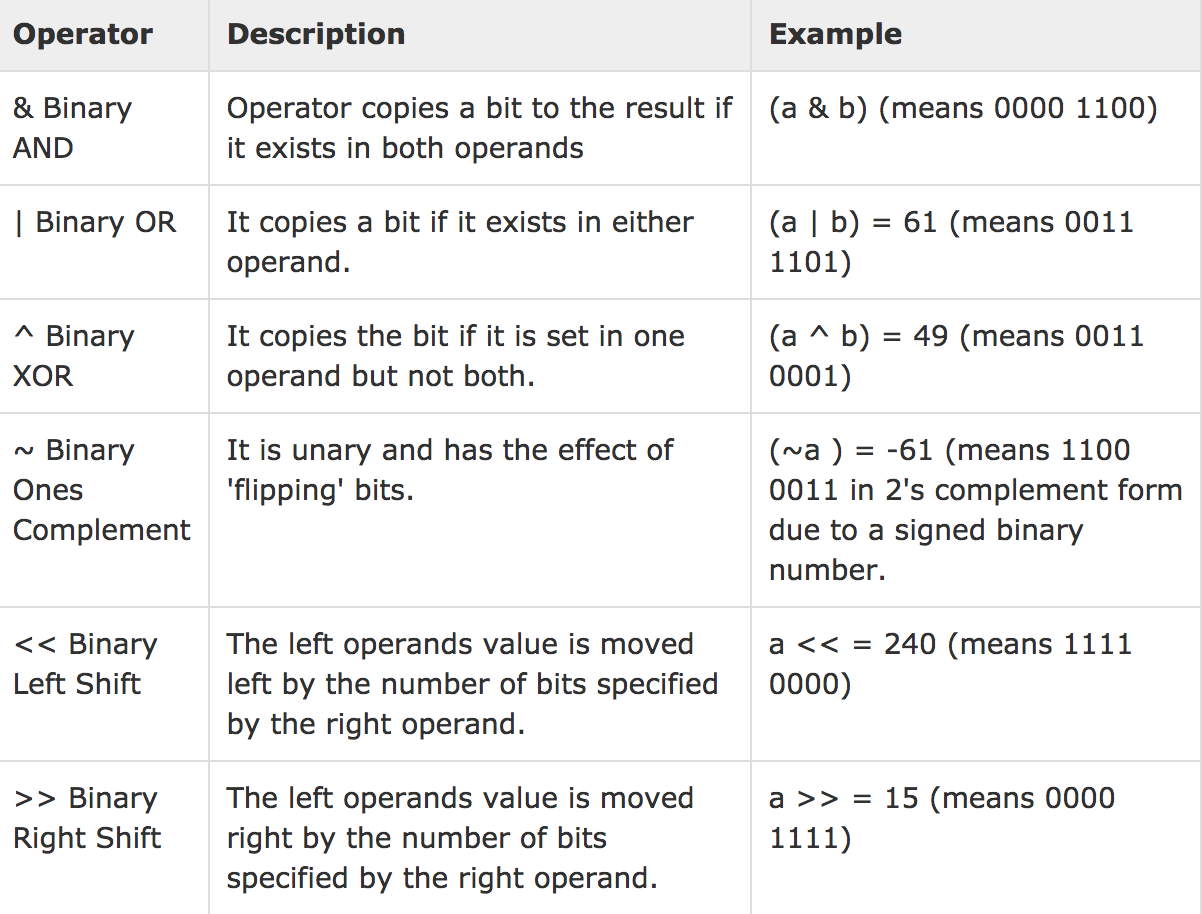 Operator Description Example
& Binary AND
Operator copies a bit to the result if
it exists in both operands
(a & b) (means 0000 1100)
| Binary OR
It copies a bit if it exists in either
operand.
(a | b) = 61 (means 0011
1101)
^ Binary
XOR
It copies the bit if it is set in one
operand but not both.
(a ^ b) = 49 (means 0011
0001)
~ Binary
Ones
Complement
It is unary and has the effect of
'flipping' bits.
(~a ) = -61 (means 1100
0011 in 2's complement form
due to a signed binary
number.
<< Binary
Left Shift
The left operands value is moved
left by the number of bits specified
by the right operand.
a << = 240 (means 1111
0000)
>> Binary
Right Shift
The left operands value is moved
right by the number of bits
specified by the right operand.
a >> = 15 (means 0000
1111)